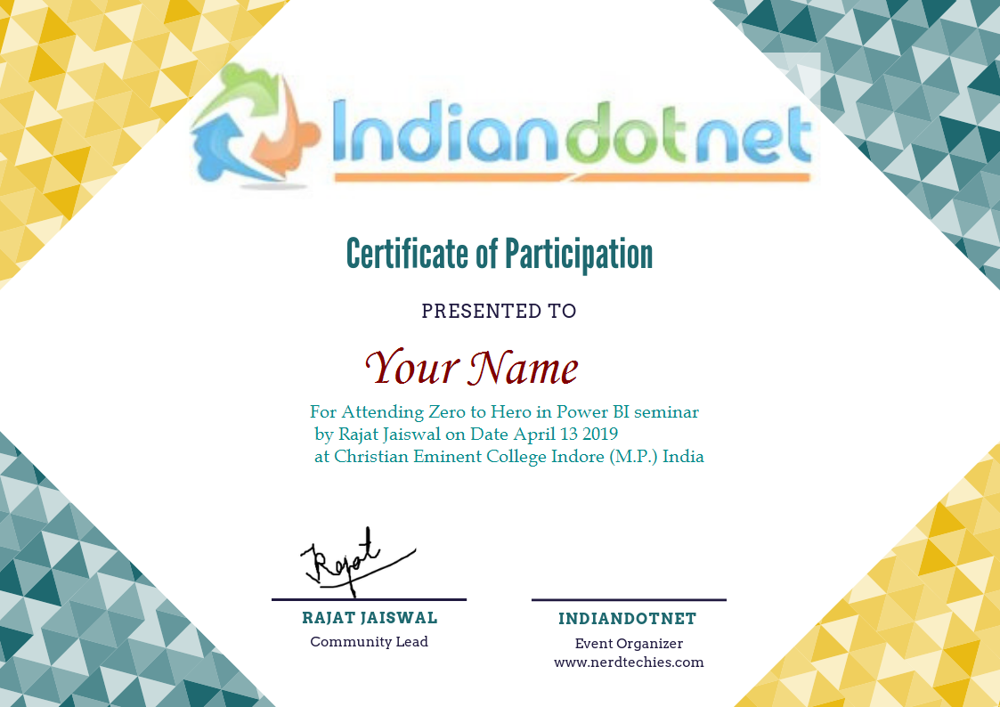 Indiandotnet
Certificate of Participation
PRESENTED TO
Your Name
For Attending Zero to Hero in Power BI seminar
by Rajat Jaiswal on Date April 13 2019
at Christian Eminent College Indore (M.P.) India
Rajat
RAJAT JAISWAL
Community Lead
INDIANDOTNET
Event Organizer
www.nerdtechies.com